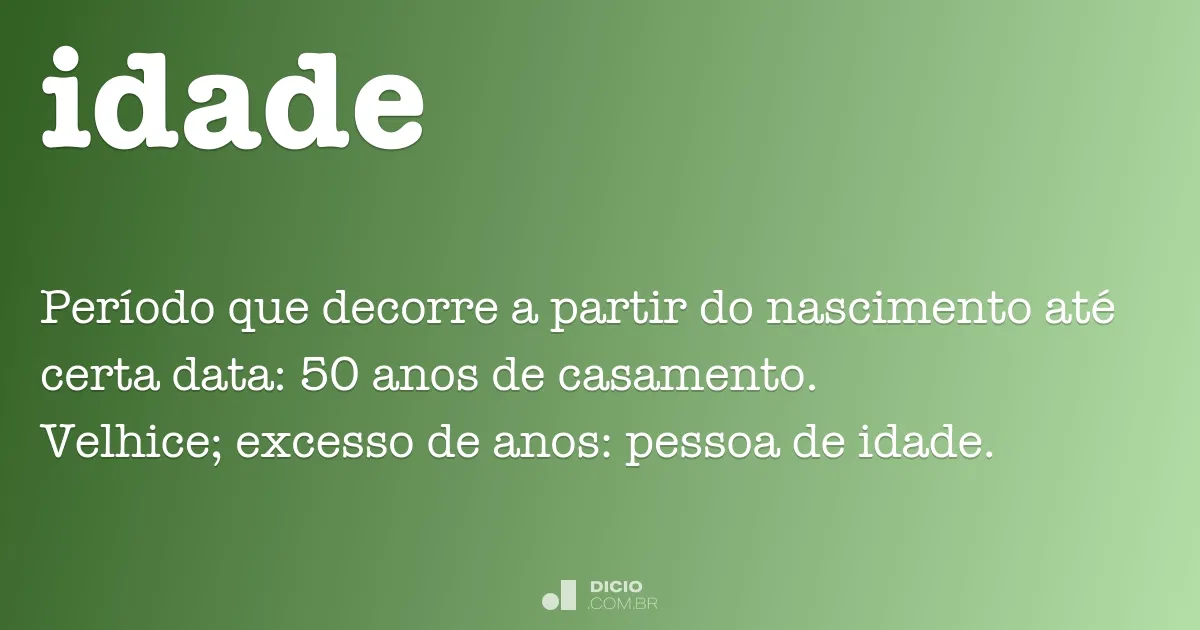 idade
Período que decorre a partir do nascimento até
certa data: 50 anos de casamento.
Velhice; excesso de anos: pessoa de idade.
DICIO
.COM.BR